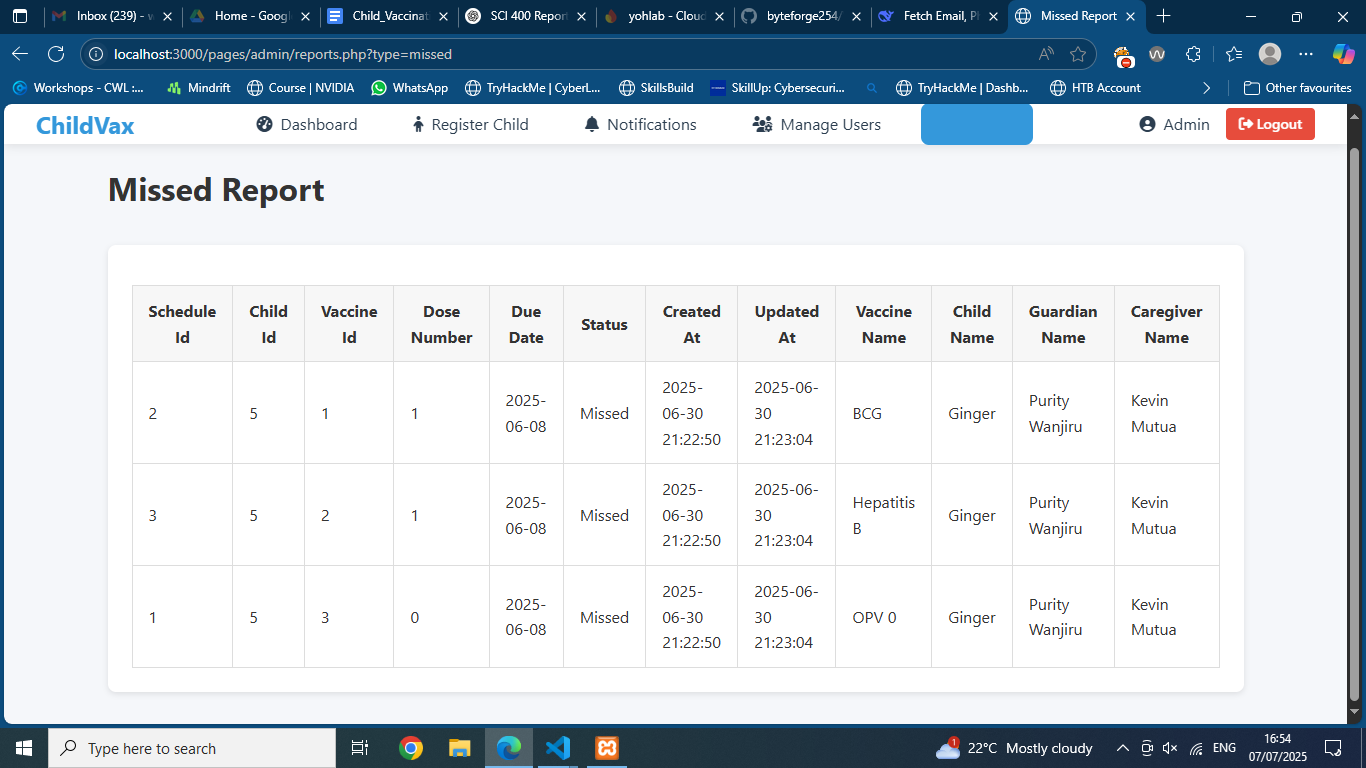 Inbox (239) - w
Home - Googl
Child_Vaccinat
SCI 400 Report
yohlab - Cloud
byteforge254/
Fetch Email, Ph
Missed Report
localhost:3000/pages/admin/reports.php?type=missed
Workshops - CWL :...
Mindrift
Course | NVIDIA
WhatsApp
TryHackMe | CyberL...
SkillsBuild
SkillUp: Cybersecuri...
TryHackMe | Dashb...
HTB Account
Other favourites
ChildVax
Dashboard
Register Child
Notifications
Manage Users
Admin
Logout
Missed Report
Schedule Id
Child Id
Vaccine Id
Dose Number
Due Date
Status
Created At
Updated At
Vaccine Name
Child Name
Guardian Name
Caregiver Name
2
5
1
1
2025-06-08
Missed
2025-06-30 21:22:50
2025-06-30 21:23:04
BCG
Ginger
Purity Wanjiru
Kevin Mutua
3
5
2
1
2025-06-08
Missed
2025-06-30 21:22:50
2025-06-30 21:23:04
Hepatitis B
Ginger
Purity Wanjiru
Kevin Mutua
1
5
3
0
2025-06-08
Missed
2025-06-30 21:22:50
2025-06-30 21:23:04
OPV 0
Ginger
Purity Wanjiru
Kevin Mutua
Type here to search
1
22°C Mostly cloudy
ENG
16:54
07/07/2025